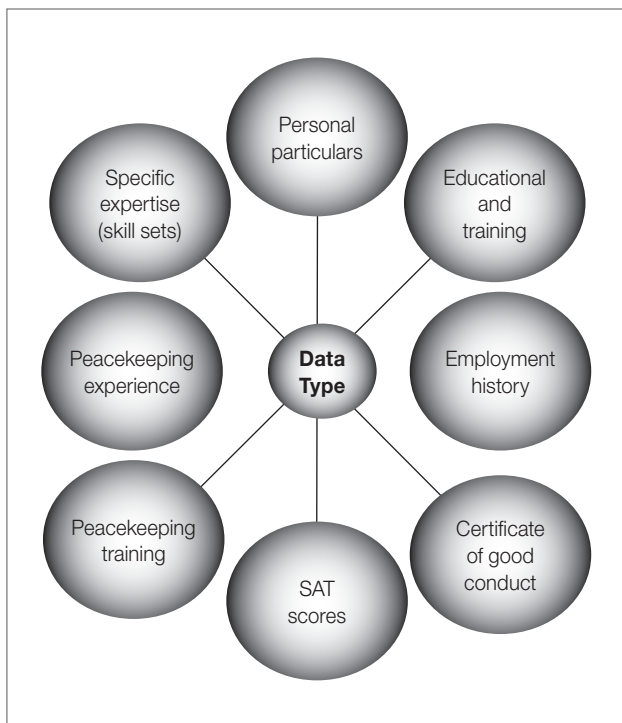 Personal
particulars
Specific
expertise
(skill sets)
Educational
and
training
Peacekeeping
experience
Data
Type
Employment
history
Peacekeeping
training
SAT
scores
Certificate
of good
conduct